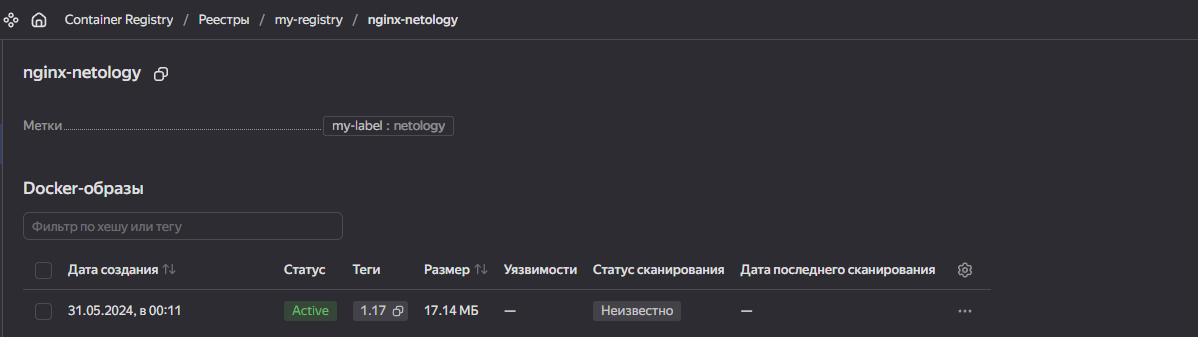 Container Registry / Реестры / my-registry / nginx-netology
nginx-netology
Метки my-label : netology
Docker-образы
Фильтр по хешу или тегу
Дата создания Статус Теги Размер Уязвимости Статус сканирования Дата последнего сканирования
31.05.2024, в 00:11 Active 1.17 17.14 МБ — Неизвестно —